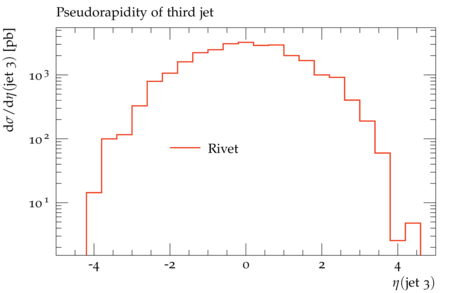 Pseudorapidity of third jet
dσ/dη(jet 3) [pb]
10³
10²
10¹
Rivet
-4 -2 0 2 4
η(jet 3)